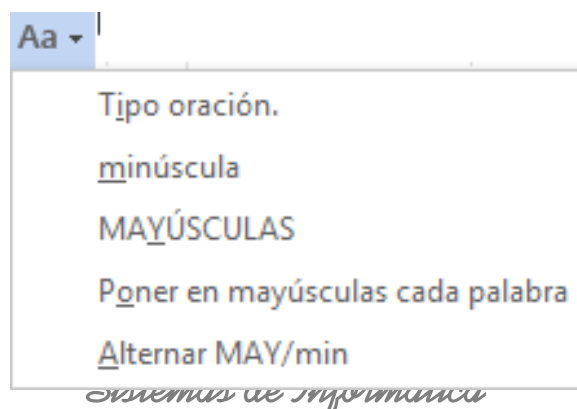 Aa
Tipo oración.
minúscula
MAYÚSCULAS
Poner en mayúsculas cada palabra
Alternar MAY/min
Sistemas de Informática